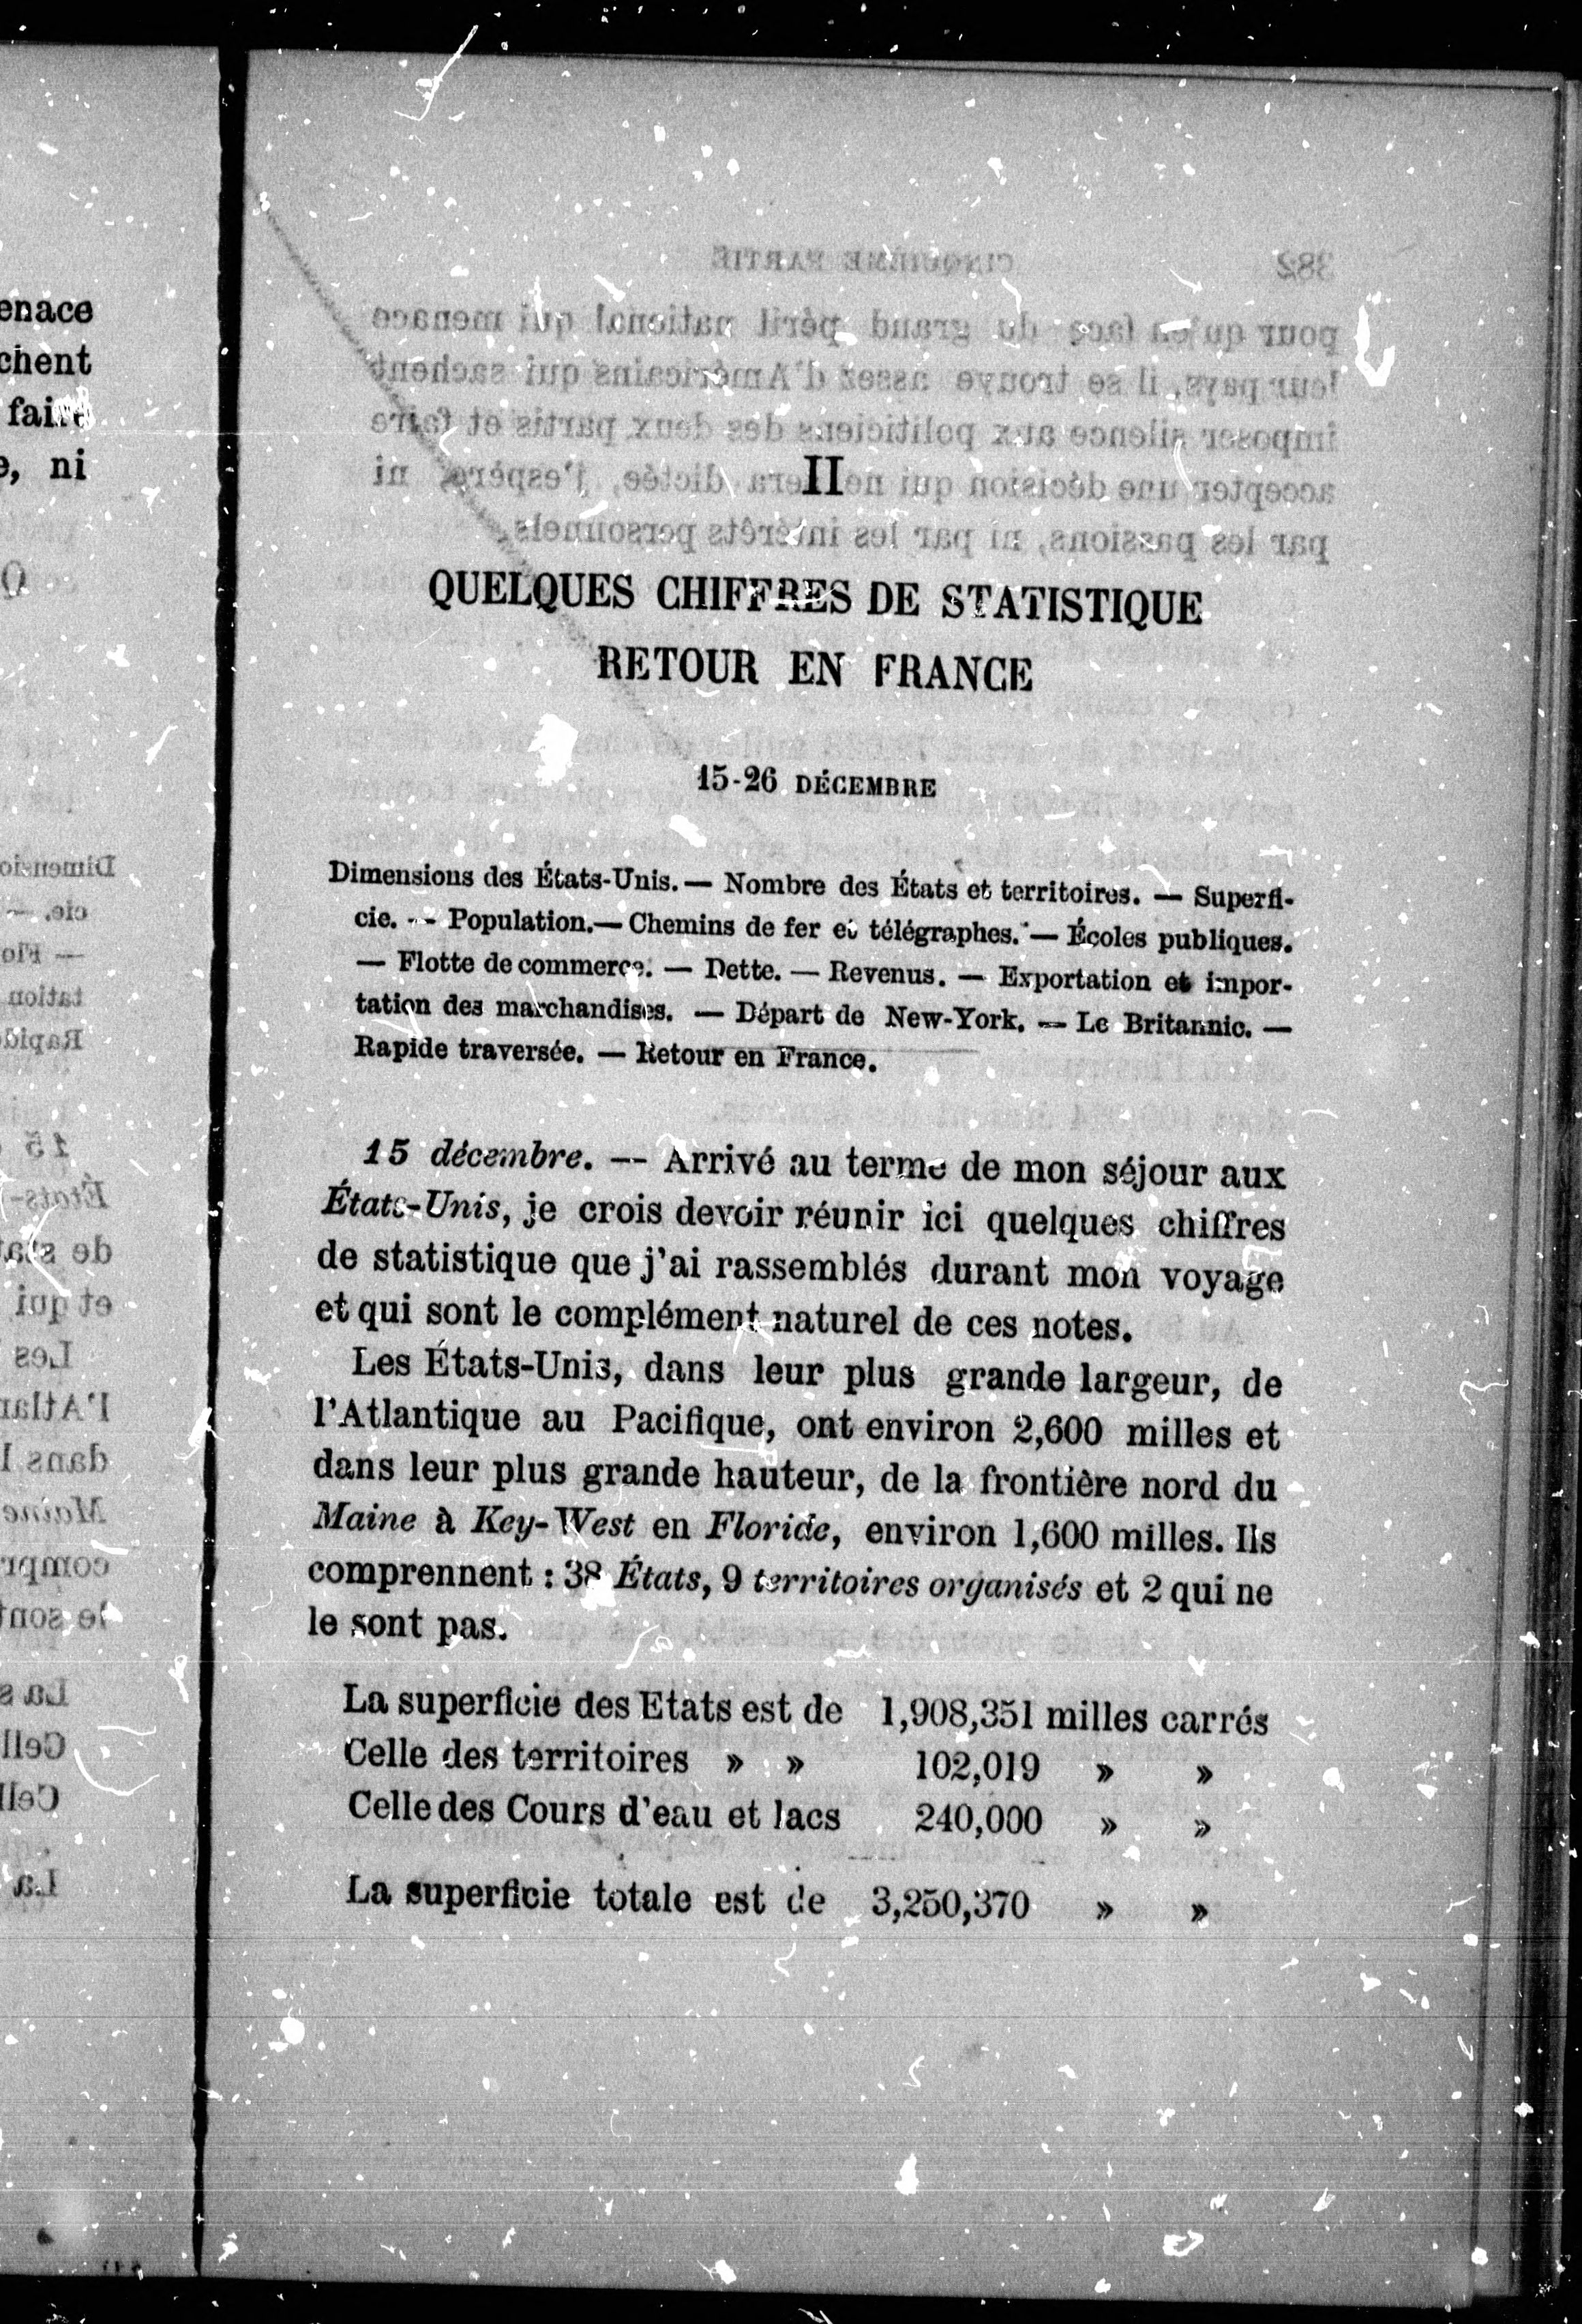 II
QUELQUES CHIFFRES DE STATISTIQUE
RETOUR EN FRANCE
15-26 DÉCEMBRE
Dimensions des États-Unis. — Nombre des États et territoires. — Superfi-
cie. — Population. — Chemins de fer et télégraphes. — Écoles publiques.
— Flotte de commerce. — Dette. — Revenus. — Exportation et impor-
tation des marchandises. — Départ de New-York. — Le Britannic. —
Rapide traversée. — Retour en France.
15 décembre. — Arrivé au terme de mon séjour aux
États-Unis, je crois devoir réunir ici quelques chiffres
de statistique que j'ai rassemblés durant mon voyage
et qui sont le complément naturel de ces notes.
Les États-Unis, dans leur plus grande largeur, de
l'Atlantique au Pacifique, ont environ 2,600 milles et
dans leur plus grande hauteur, de la frontière nord du
Maine à Key-West en Floride, environ 1,600 milles. Ils
comprennent : 38 États, 9 territoires organisés et 2 qui ne
le sont pas.
La superficie des Etats est de 1,908,351 milles carrés
Celle des territoires » » 102,019 » »
Celle des Cours d'eau et lacs 240,000 » »
La superficie totale est de 3,250,370 » »